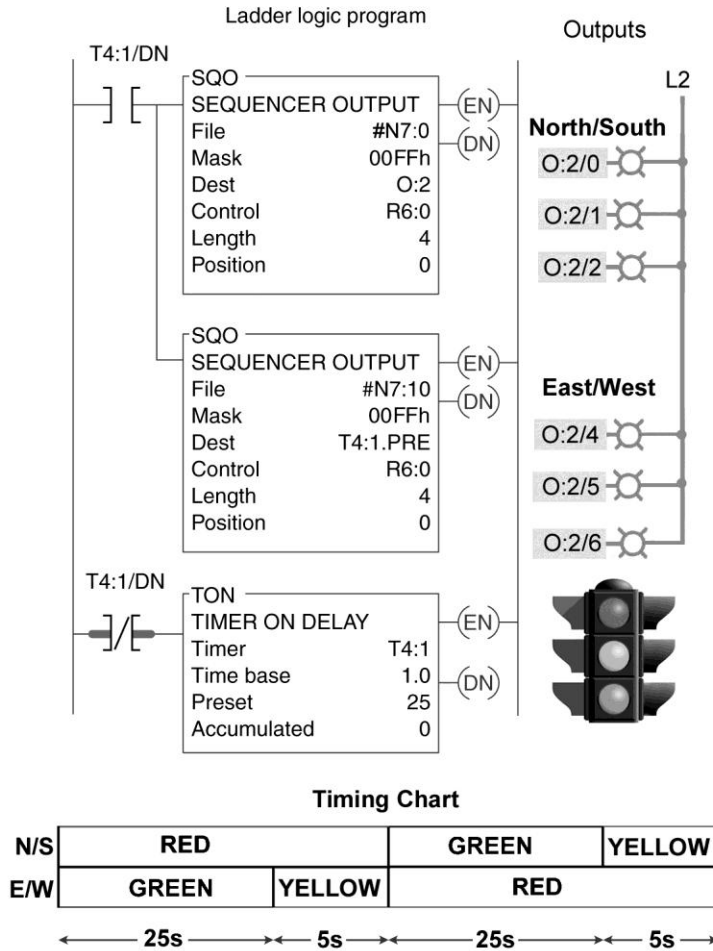 Ladder logic program
Outputs
T4:1/DN
L2
SQO
SEQUENCER OUTPUT
EN
File #N7:0
DN
Mask 00FFh
Dest O:2
Control R6:0
Length 4
Position 0
North/South
O:2/0
O:2/1
O:2/2
SQO
SEQUENCER OUTPUT
EN
File #N7:10
DN
Mask 00FFh
Dest T4:1.PRE
Control R6:0
Length 4
Position 0
East/West
O:2/4
O:2/5
O:2/6
T4:1/DN
TON
TIMER ON DELAY
EN
Timer T4:1
Time base 1.0
DN
Preset 25
Accumulated 0
Timing Chart
N/S RED GREEN YELLOW
E/W GREEN YELLOW RED
25s 5s 25s 5s